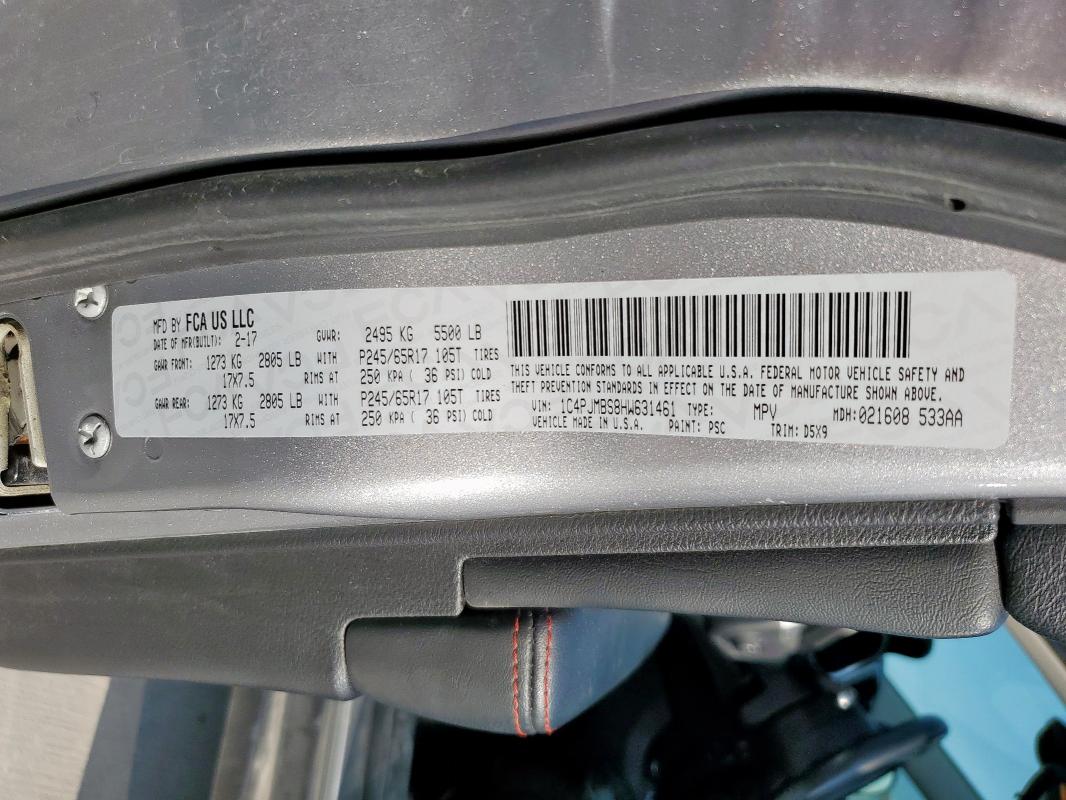 MFD BY FCA US LLC
DATE OF MFR(BUILT): 2-17 GVWR: 2495 KG 5500 LB
GAWR FRONT: 1273 KG 2805 LB WITH P245/65R17 105T TIRES
17X7.5 RIMS AT 250 KPA ( 36 PSI) COLD
GAWR REAR: 1273 KG 2805 LB WITH P245/65R17 105T TIRES
17X7.5 RIMS AT 250 KPA ( 36 PSI) COLD
THIS VEHICLE CONFORMS TO ALL APPLICABLE U.S.A. FEDERAL MOTOR VEHICLE SAFETY AND
THEFT PREVENTION STANDARDS IN EFFECT ON THE DATE OF MANUFACTURE SHOWN ABOVE.
VIN: 1C4PJMBS8HW631461 TYPE: MPV MDH:021608 533AA
VEHICLE MADE IN U.S.A. PAINT: PSC TRIM: D5X9